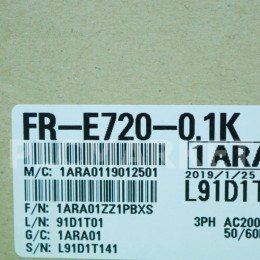 FR-E720-0.1K
M/C: 1ARA0119012501
1ARA
2019/1/25
L91D1T
F/N: 1ARA01ZZ1PBXS
L/N: 91D1T01
G/C: 1ARA01
S/N: L91D1T141
3PH AC200
50/60